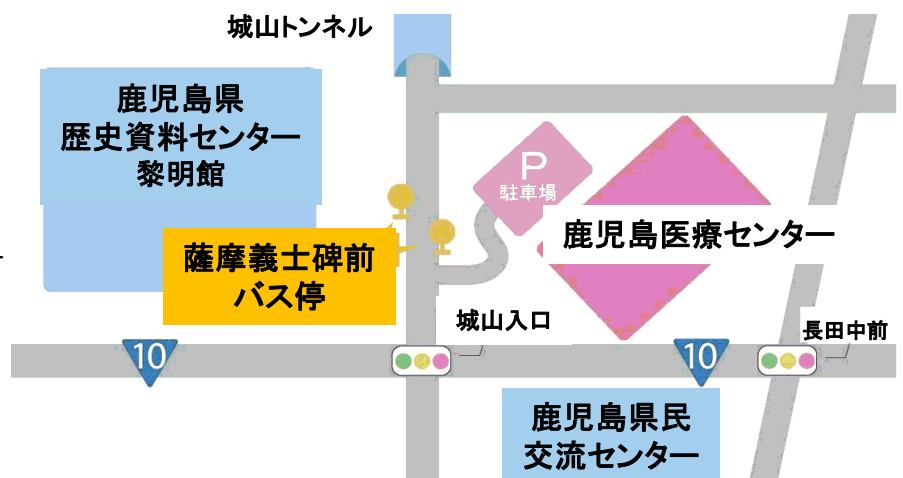 城山トンネル
鹿児島県
歴史資料センター
黎明館
P
駐車場
鹿児島医療センター
薩摩義士碑前
バス停
城山入口
長田中前
10
10
鹿児島県民
交流センター